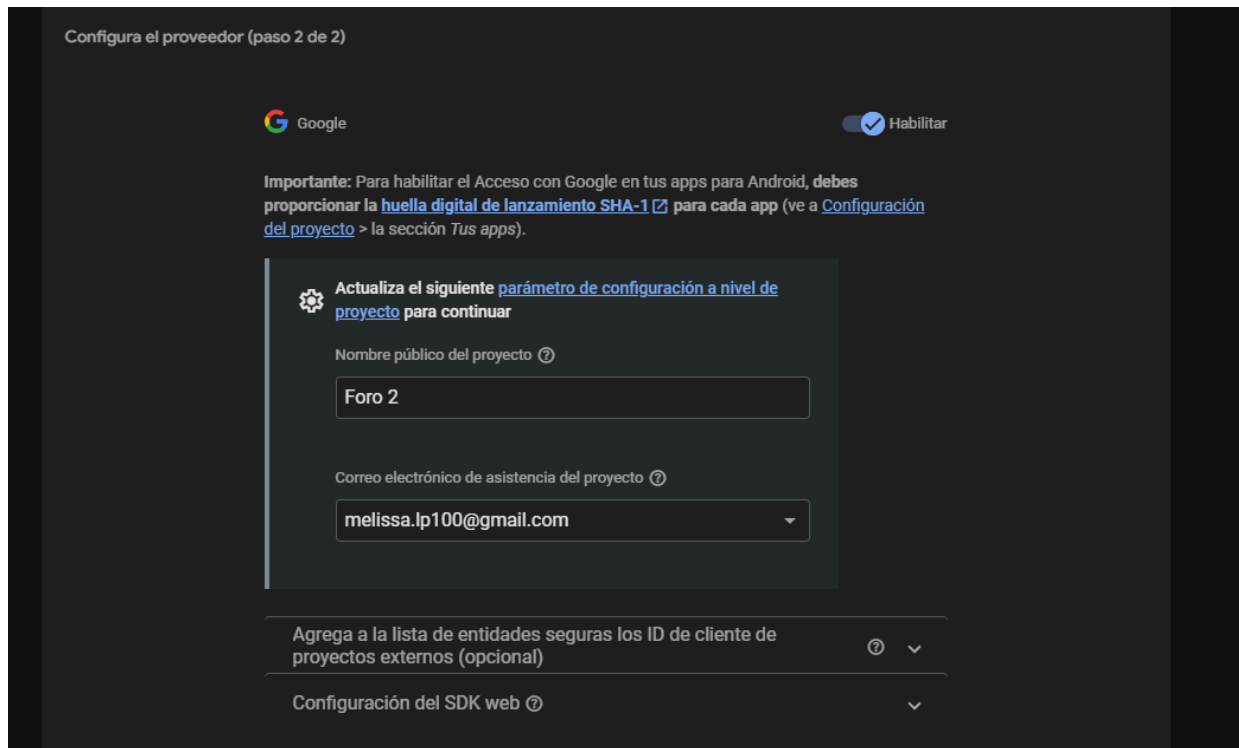 Configura el proveedor (paso 2 de 2)
Google
Habilitar
Importante: Para habilitar el Acceso con Google en tus apps para Android, debes
proporcionar la huella digital de lanzamiento SHA-1 para cada app (ve a Configuración
del proyecto > la sección Tus apps).
Actualiza el siguiente parámetro de configuración a nivel de
proyecto para continuar
Nombre público del proyecto
Foro 2
Correo electrónico de asistencia del proyecto
melissa.lp100@gmail.com
Agrega a la lista de entidades seguras los ID de cliente de
proyectos externos (opcional)
Configuración del SDK web